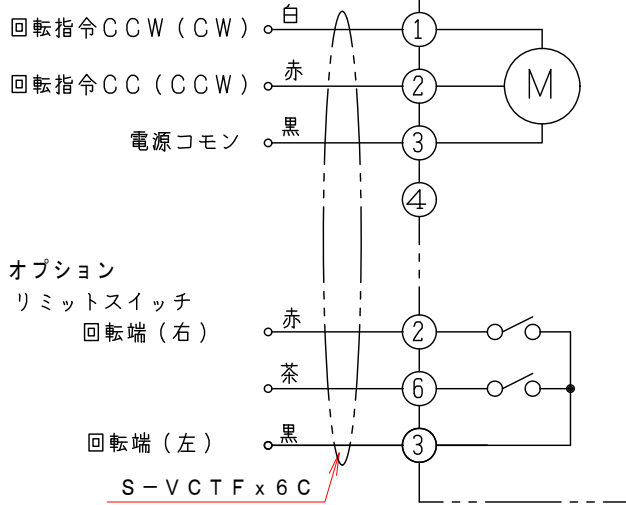 回転指令CCW(CW) 白 1
M
回転指令CC(CCW) 赤 2
電源コモン 黒 3
4
オプション
リミットスイッチ
回転端(右) 赤 2
茶 6
回転端(左) 黒 3
S-VCTFx6C